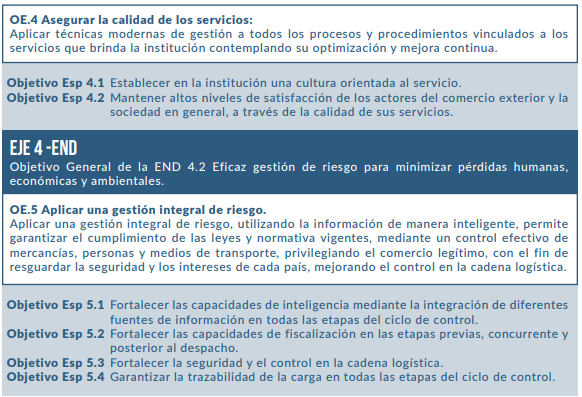 OE.4 Asegurar la calidad de los servicios:
Aplicar técnicas modernas de gestión a todos los procesos y procedimientos vinculados a los
servicios que brinda la institución contemplando su optimización y mejora continua.
Objetivo Esp 4.1 Establecer en la institución una cultura orientada al servicio.
Objetivo Esp 4.2 Mantener altos niveles de satisfacción de los actores del comercio exterior y la
sociedad en general, a través de la calidad de sus servicios.
EJE 4 -END
Objetivo General de la END 4.2 Eficaz gestión de riesgo para minimizar pérdidas humanas,
económicas y ambientales.
OE.5 Aplicar una gestión integral de riesgo.
Aplicar una gestión integral de riesgo, utilizando la información de manera inteligente, permite
garantizar el cumplimiento de las leyes y normativa vigentes, mediante un control efectivo de
mercancías, personas y medios de transporte, privilegiando el comercio legítimo, con el fin de
resguardar la seguridad y los intereses de cada país, mejorando el control en la cadena logística.
Objetivo Esp 5.1 Fortalecer las capacidades de inteligencia mediante la integración de diferentes
fuentes de información en todas las etapas del ciclo de control.
Objetivo Esp 5.2 Fortalecer las capacidades de fiscalización en las etapas previas, concurrente y
posterior al despacho.
Objetivo Esp 5.3 Fortalecer la seguridad y el control en la cadena logística.
Objetivo Esp 5.4 Garantizar la trazabilidad de la carga en todas las etapas del ciclo de control.